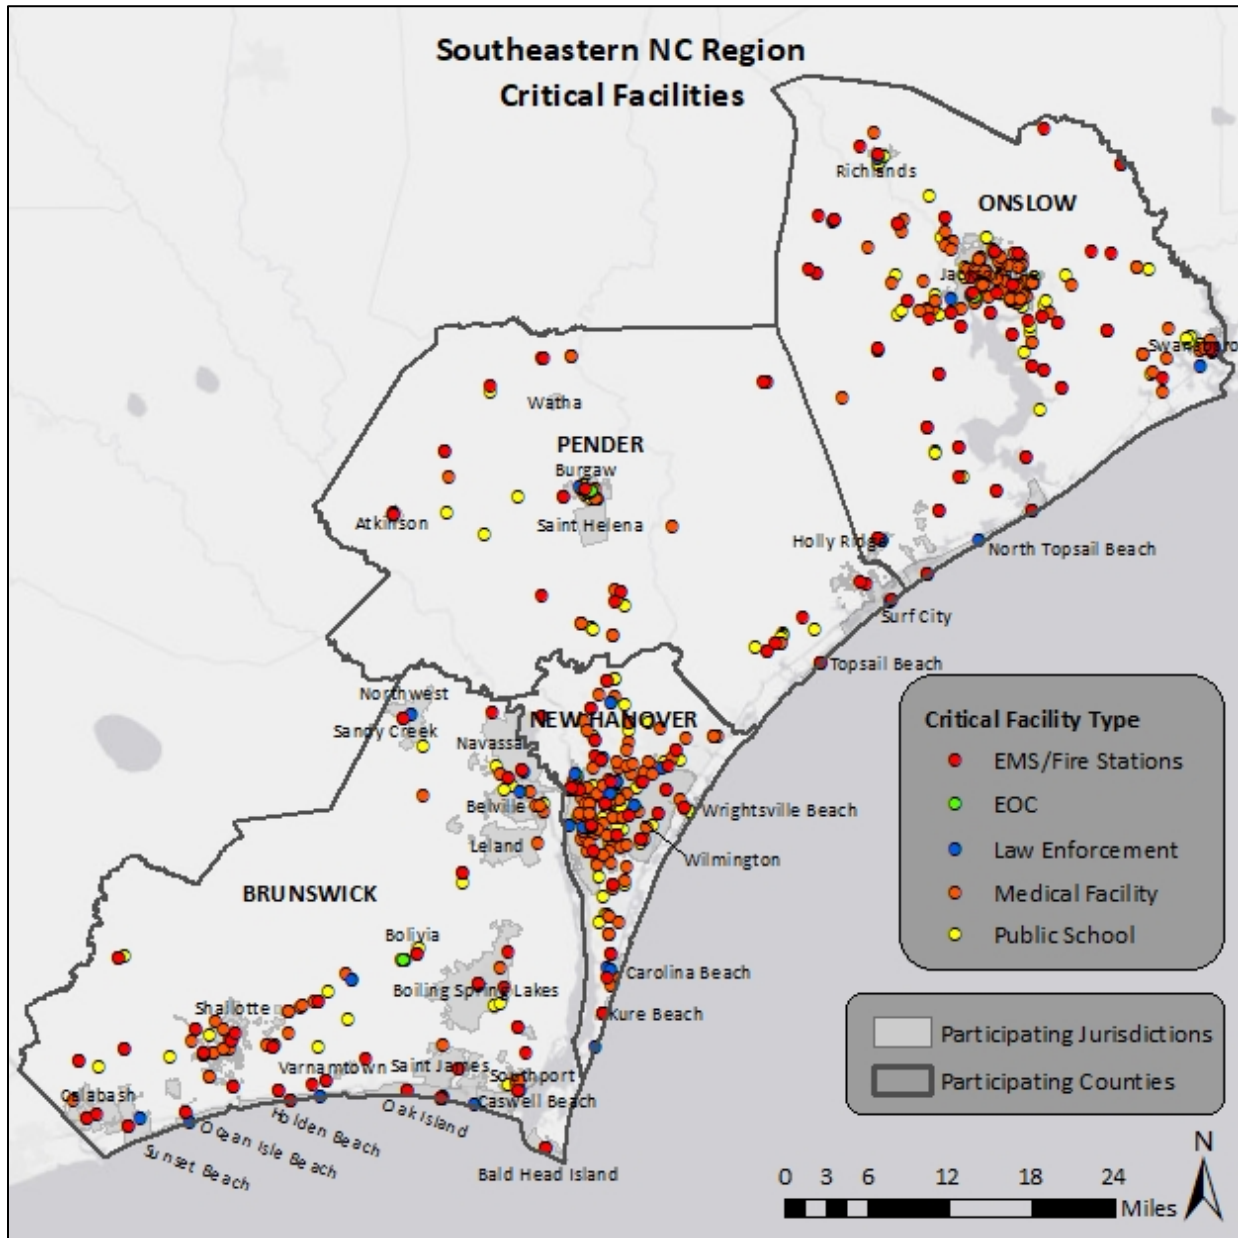 Southeastern NC Region
Critical Facilities
Richlands
ONSLOW
Swansboro
Watha
PENDER
Burgaw
Atkinson
Saint Helena
Holly Ridge
North Topsail Beach
Surf City
Topsail Beach
Northwest
Sandy Creek
NEW HANOVER
Navassa
Belville
Wrightsville Beach
Leland
Wilmington
BRUNSWICK
Bolivia
Carolina Beach
Boiling Spring Lakes
Shallotte
Kure Beach
Varnamtown
Saint James
Southport
Calabash
Oak Island
Caswell Beach
Holden Beach
Ocean Isle Beach
Sunset Beach
Bald Head Island
Critical Facility Type
EMS/Fire Stations
EOC
Law Enforcement
Medical Facility
Public School
Participating Jurisdictions
Participating Counties
N
0 3 6 12 18 24
Miles